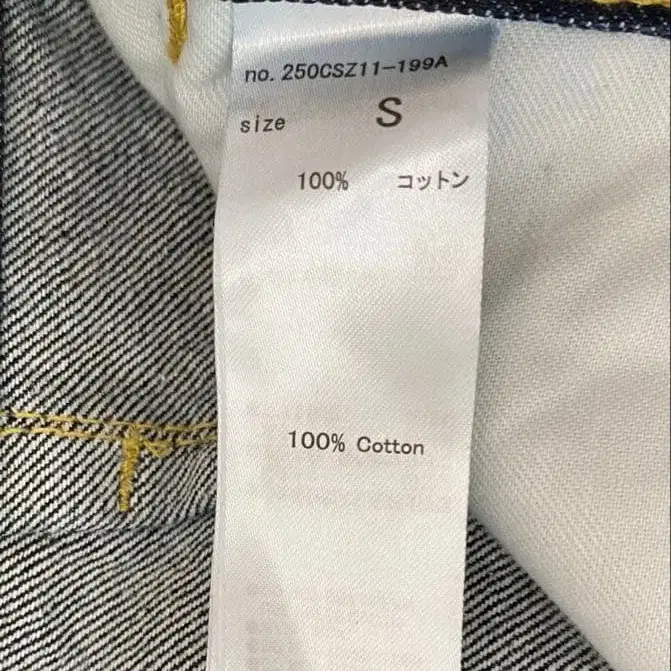 no. 250CSZ11-199A
size S
100% コットン
100% Cotton